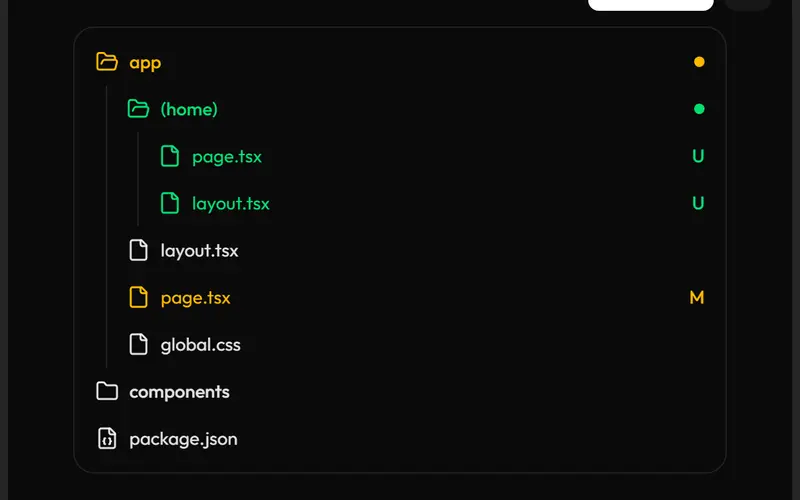 app
(home)
page.tsx U
layout.tsx U
layout.tsx
page.tsx M
global.css
components
package.json